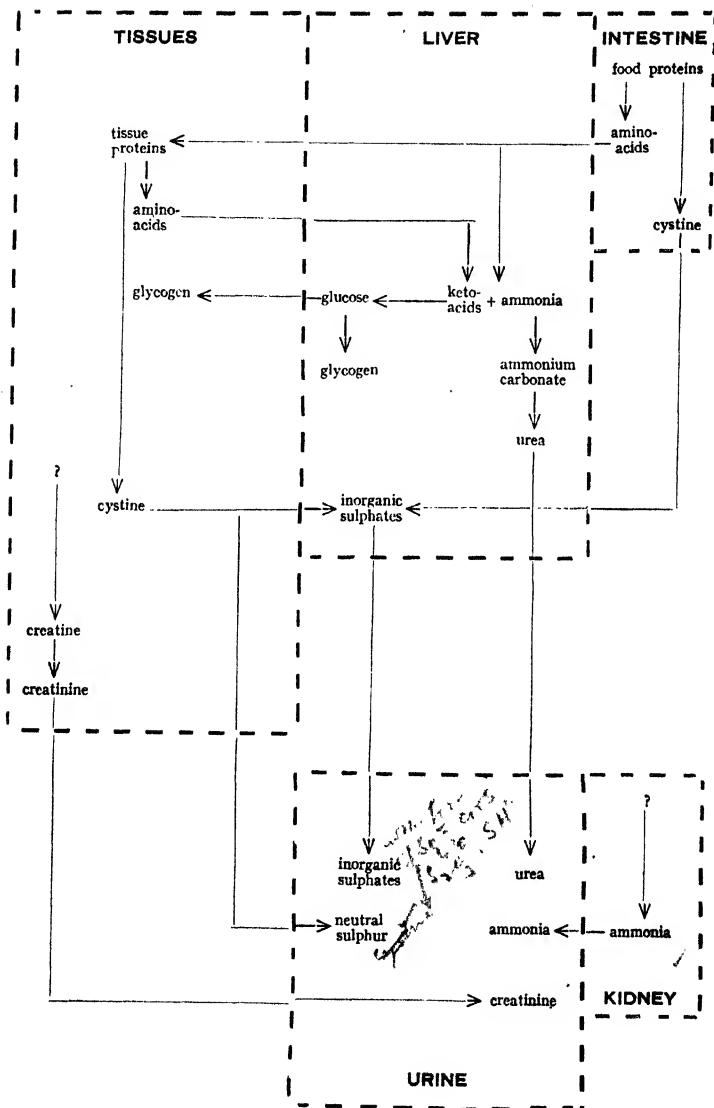 TISSUES
LIVER
INTESTINE
food proteins
tissue
proteins
amino-
acids
amino-
acids
cystine
glycogen
glucose
keto-
acids + ammonia
glycogen
ammonium
carbonate
urea
?
cystine
inorganic
sulphates
creatine
creatinine
?
inorganic
sulphates
urea
neutral
sulphur
ammonia
ammonia
creatinine
KIDNEY
URINE